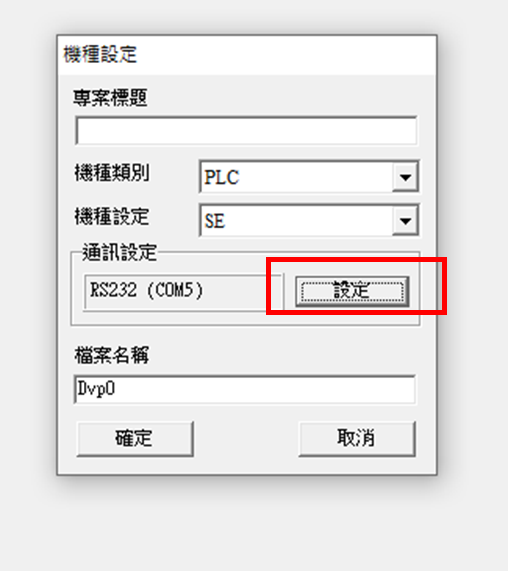 機種設定
專案標題
機種類別 PLC
機種設定 SE
通訊設定
RS232 (COM5) 設定
檔案名稱
Dvp0
確定 取消